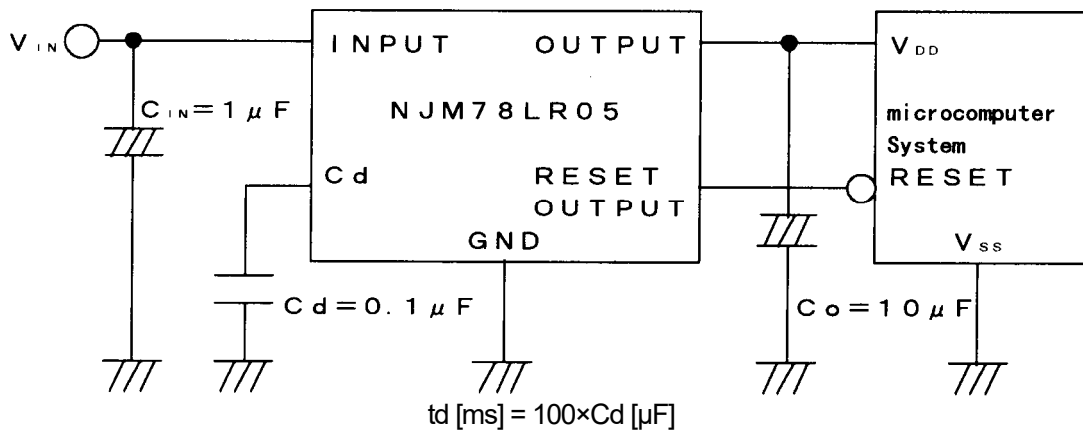 VIN
INPUT
OUTPUT
VDD
CIN=1μF
NJM78LR05
microcomputer
System
Cd
RESET
OUTPUT
RESET
GND
VSS
Cd=0.1μF
Co=10μF
td [ms] = 100×Cd [μF]